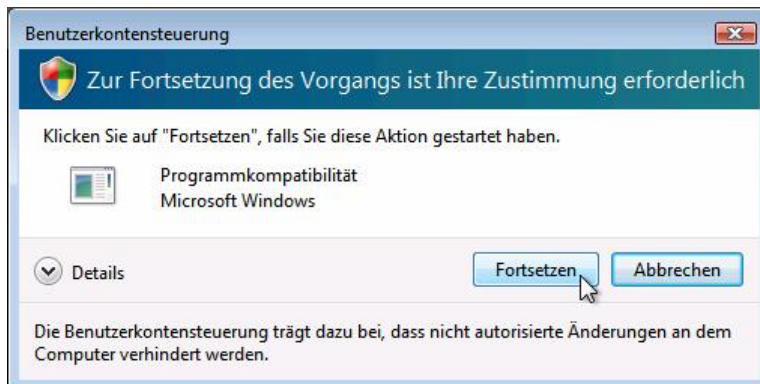 Benutzerkontensteuerung
Zur Fortsetzung des Vorgangs ist Ihre Zustimmung erforderlich
Klicken Sie auf "Fortsetzen", falls Sie diese Aktion gestartet haben.
Programmkompatibilität
Microsoft Windows
Details
Fortsetzen
Abbrechen
Die Benutzerkontensteuerung trägt dazu bei, dass nicht autorisierte Änderungen an dem
Computer verhindert werden.